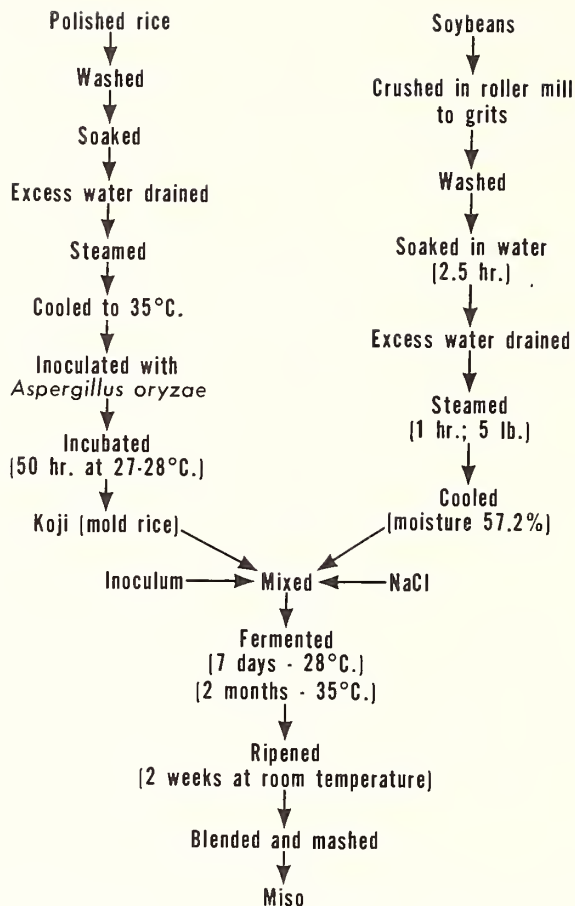 Polished rice
Washed
Soaked
Excess water drained
Steamed
Cooled to 35°C.
Inoculated with
Aspergillus oryzae
Incubated
(50 hr. at 27-28°C.)
Koji (mold rice)
Soybeans
Crushed in roller mill
to grits
Washed
Soaked in water
(2.5 hr.)
Excess water drained
Steamed
(1 hr.; 5 lb.)
Cooled
(moisture 57.2%)
Inoculum
Mixed
NaCl
Fermented
(7 days - 28°C.)
(2 months - 35°C.)
Ripened
(2 weeks at room temperature)
Blended and mashed
Miso